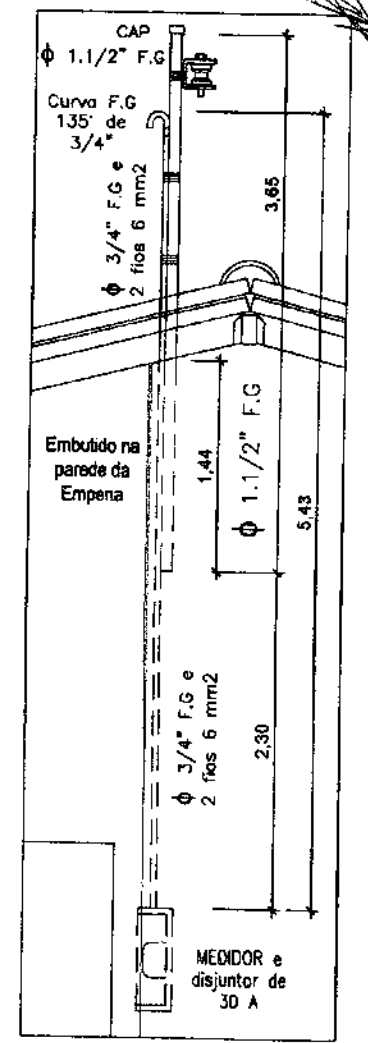 CAP
ϕ 1.1/2" F.G
Curva F.G
135° de
3/4"
ϕ 3/4" F.G e
2 fios 6 mm2
3,65
Embutido na
parede da
Empena
1,44
ϕ 1.1/2" F.G
5,43
ϕ 3/4" F.G e
2 fios 6 mm2
2,30
MEDIDOR e
disjuntor de
30 A